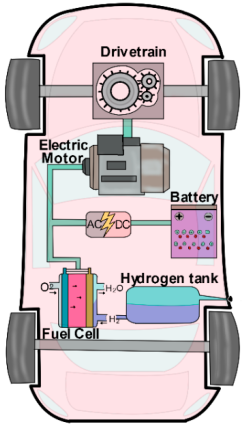 Drivetrain
Electric
Motor
Battery
AC DC
+ −
Hydrogen tank
O₂ H₂O
H₂
Fuel Cell